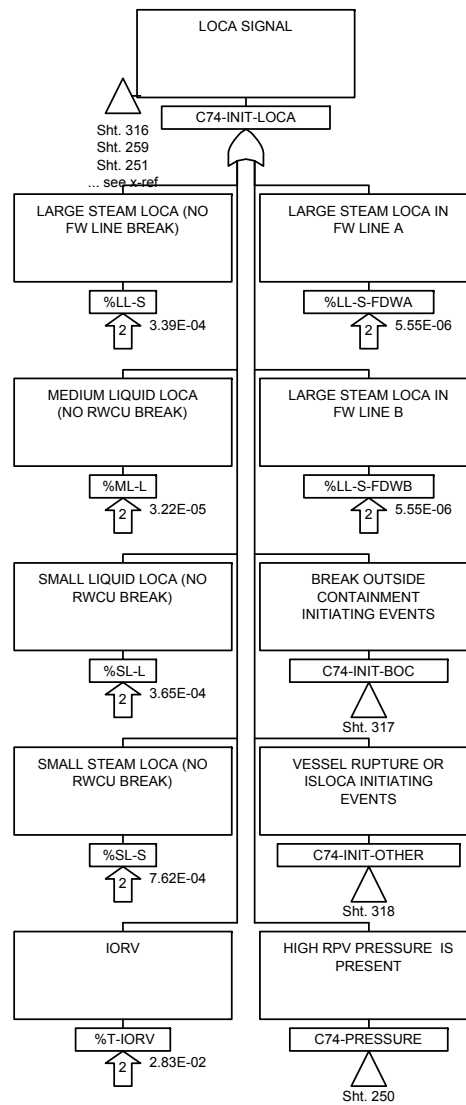 LOCA SIGNAL
C74-INIT-LOCA
Sht. 316
Sht. 259
Sht. 251
... see x-ref
LARGE STEAM LOCA (NO
FW LINE BREAK)
%LL-S
2
3.39E-04
LARGE STEAM LOCA IN
FW LINE A
%LL-S-FDWA
2
5.55E-06
MEDIUM LIQUID LOCA
(NO RWCU BREAK)
%ML-L
2
3.22E-05
LARGE STEAM LOCA IN
FW LINE B
%LL-S-FDWB
2
5.55E-06
SMALL LIQUID LOCA (NO
RWCU BREAK)
%SL-L
2
3.65E-04
BREAK OUTSIDE
CONTAINMENT
INITIATING EVENTS
C74-INIT-BOC
Sht. 317
SMALL STEAM LOCA (NO
RWCU BREAK)
%SL-S
2
7.62E-04
VESSEL RUPTURE OR
ISLOCA INITIATING
EVENTS
C74-INIT-OTHER
Sht. 318
IORV
%T-IORV
2
2.83E-02
HIGH RPV PRESSURE IS
PRESENT
C74-PRESSURE
Sht. 250